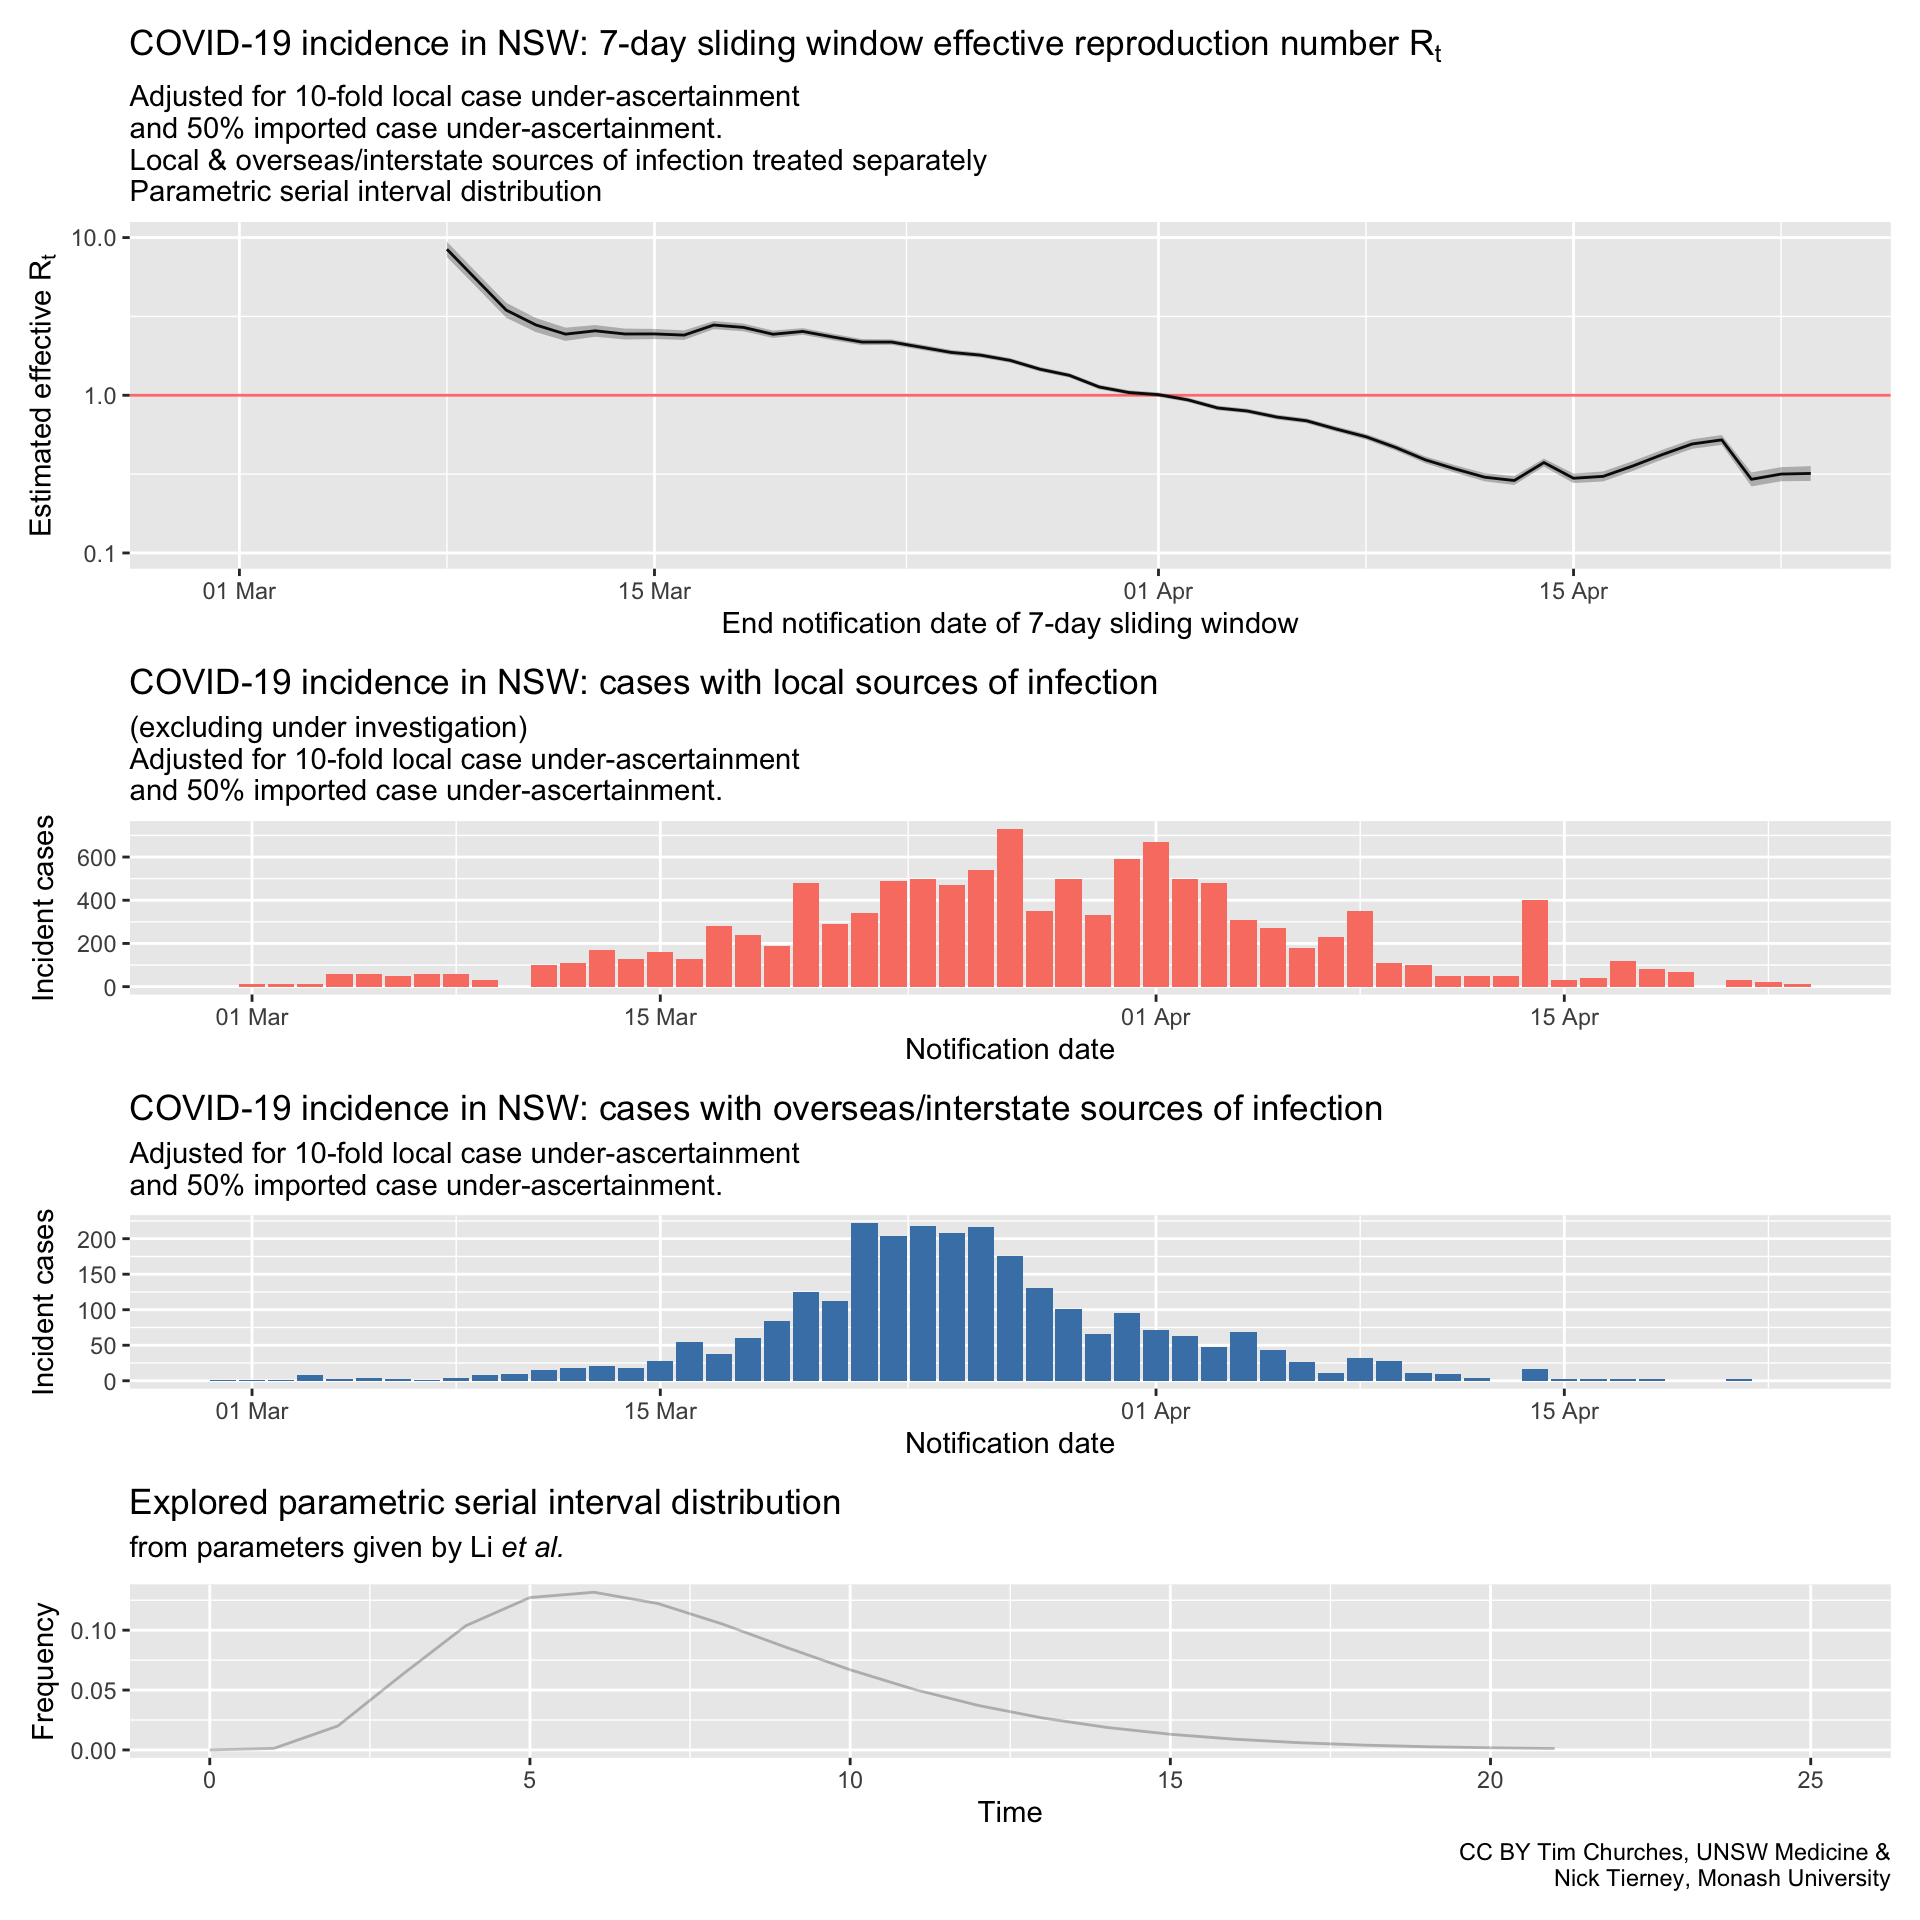 COVID-19 incidence in NSW: 7-day sliding window effective reproduction number Rt
Adjusted for 10-fold local case under-ascertainment
and 50% imported case under-ascertainment.
Local & overseas/interstate sources of infection treated separately
Parametric serial interval distribution
Estimated effective Rt
10.0
1.0
0.1
01 Mar
15 Mar
01 Apr
15 Apr
End notification date of 7-day sliding window
COVID-19 incidence in NSW: cases with local sources of infection
(excluding under investigation)
Adjusted for 10-fold local case under-ascertainment
and 50% imported case under-ascertainment.
Incident cases
600
400
200
0
01 Mar
15 Mar
01 Apr
15 Apr
Notification date
COVID-19 incidence in NSW: cases with overseas/interstate sources of infection
Adjusted for 10-fold local case under-ascertainment
and 50% imported case under-ascertainment.
Incident cases
200
150
100
50
0
01 Mar
15 Mar
01 Apr
15 Apr
Notification date
Explored parametric serial interval distribution
from parameters given by Li et al.
Frequency
0.10
0.05
0.00
0
5
10
15
20
25
Time
CC BY Tim Churches, UNSW Medicine &
Nick Tierney, Monash University